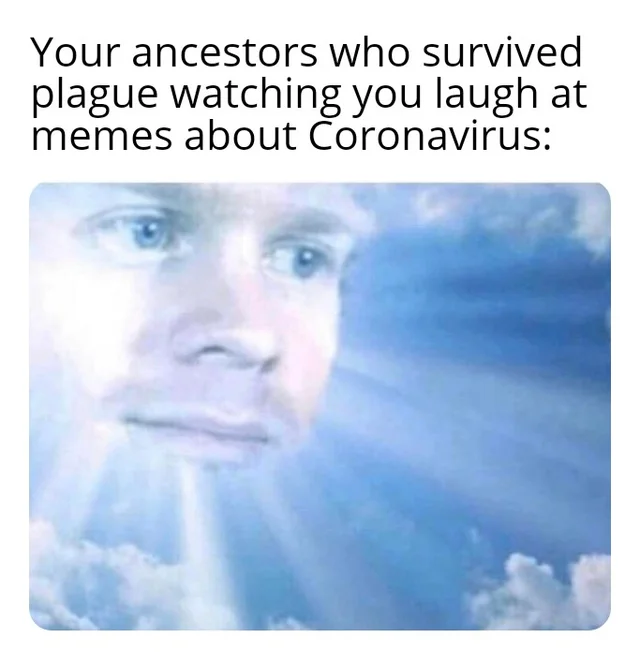 Your ancestors who survived
plague watching you laugh at
memes about Coronavirus: